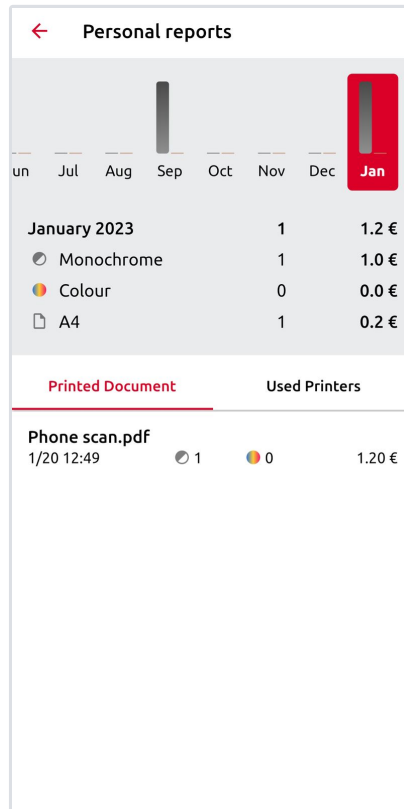 Personal reports
un Jul Aug Sep Oct Nov Dec Jan
January 2023 1 1.2 €
Monochrome 1 1.0 €
Colour 0 0.0 €
A4 1 0.2 €
Printed Document Used Printers
Phone scan.pdf
1/20 12:49 1 0 1.20 €